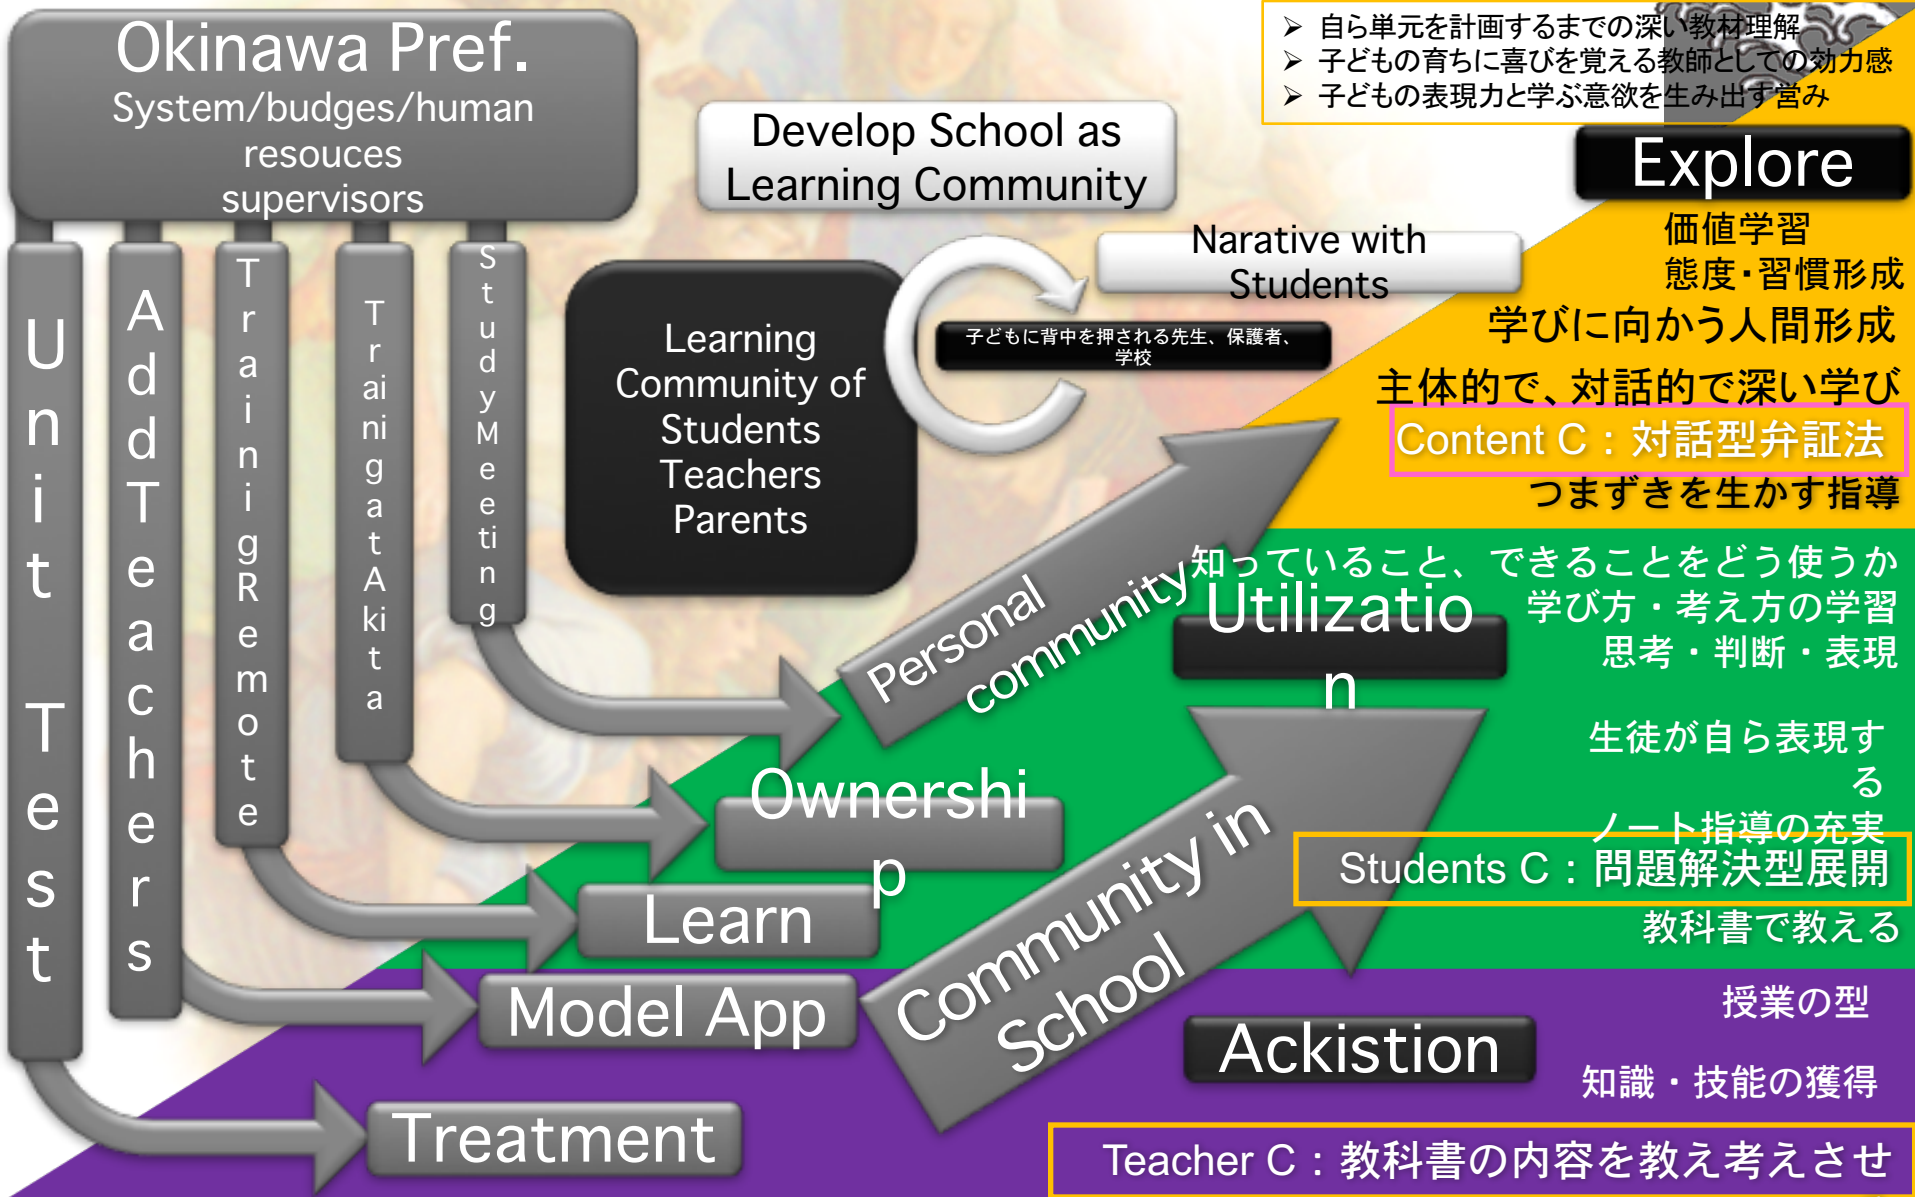 Okinawa Pref.
System/budges/human
resouces
supervisors
Unit Test
AddTeachers
TrainigRemote
TrainingatAkita
StudyMeeting
Develop School as
Learning Community
Learning
Community of
Students
Teachers
Parents
Narative with
Students
子どもに背中を押される先生、保護者、
学校
➢ 自ら単元を計画するまでの深い教材理解
➢ 子どもの育ちに喜びを覚える教師としての効力感
➢ 子どもの表現力と学ぶ意欲を生み出す営み
Explore
価値学習
態度・習慣形成
学びに向かう人間形成
主体的で、対話的で深い学び
Content C：対話型弁証法
つまずきを生かす指導
Personal
community
知っていること、できることをどう使うか
Utilizatio
n
学び方・考え方の学習
思考・判断・表現
生徒が自ら表現す
る
ノート指導の充実
Students C：問題解決型展開
教科書で教える
Ownershi
p
Learn
Model App
Treatment
Community in
School
Ackistion
授業の型
知識・技能の獲得
Teacher C：教科書の内容を教え考えさせ